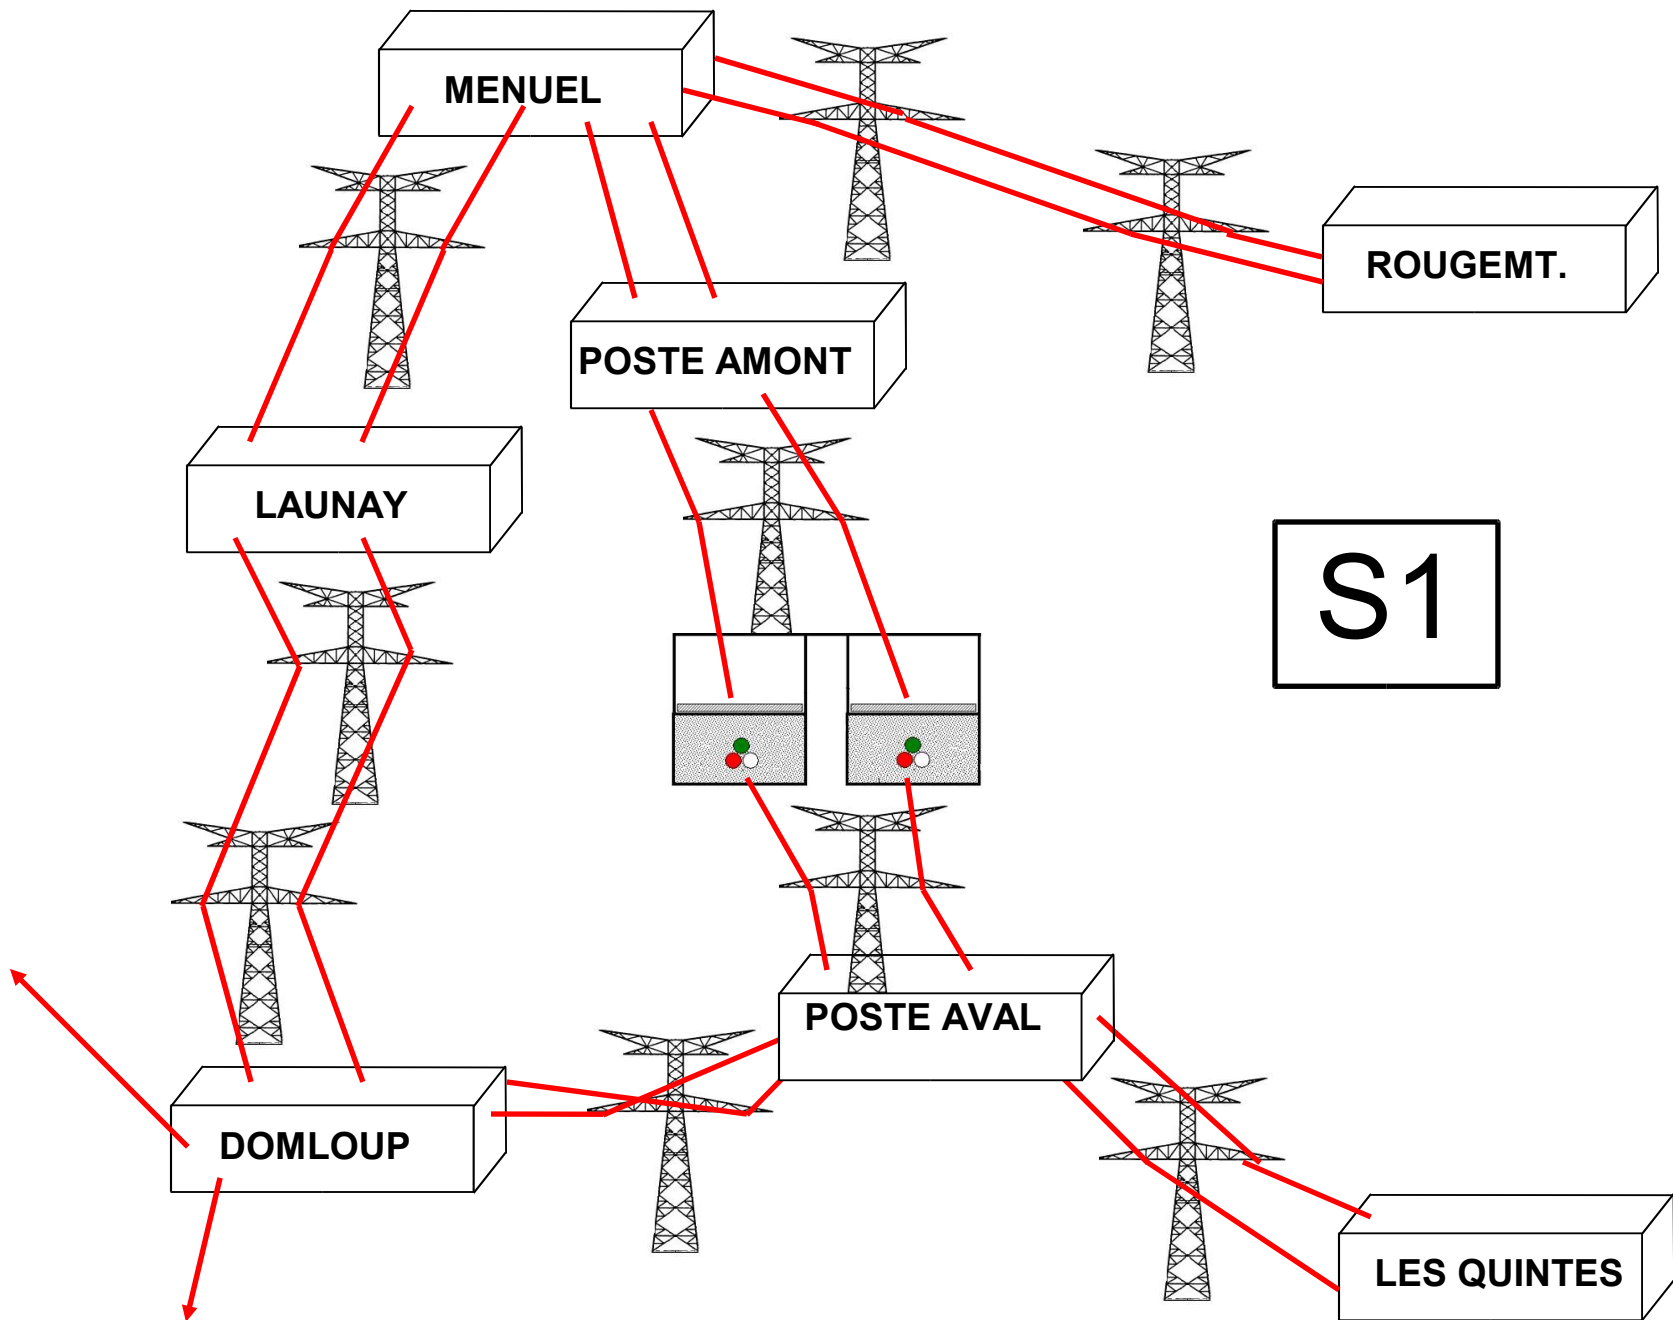 MENUEL
ROUGEMT.
POSTE AMONT
LAUNAY
S1
POSTE AVAL
DOMLOUP
LES QUINTES